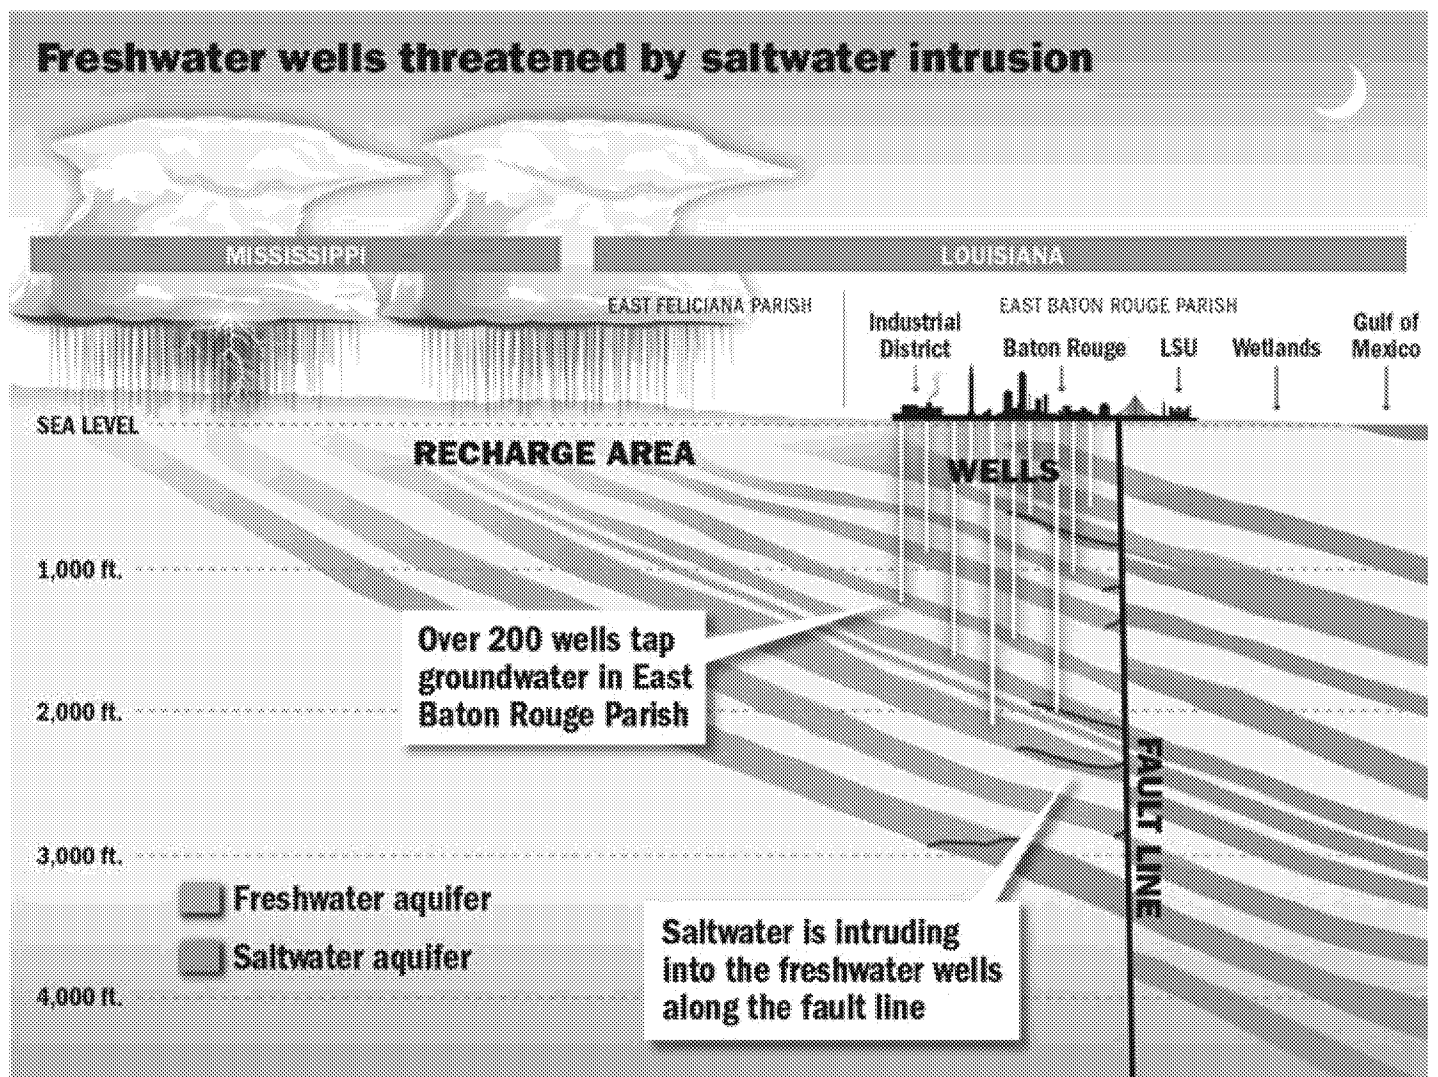 Freshwater wells threatened by saltwater intrusion
MISSISSIPPI
LOUISIANA
EAST FELICIANA PARISH
EAST BATON ROUGE PARISH
Industrial
District
Baton Rouge
LSU
Wetlands
Gulf of
Mexico
SEA LEVEL
RECHARGE AREA
WELLS
1,000 ft.
Over 200 wells tap
groundwater in East
Baton Rouge Parish
2,000 ft.
FAULT LINE
3,000 ft.
Freshwater aquifer
Saltwater aquifer
Saltwater is intruding
into the freshwater wells
along the fault line
4,000 ft.